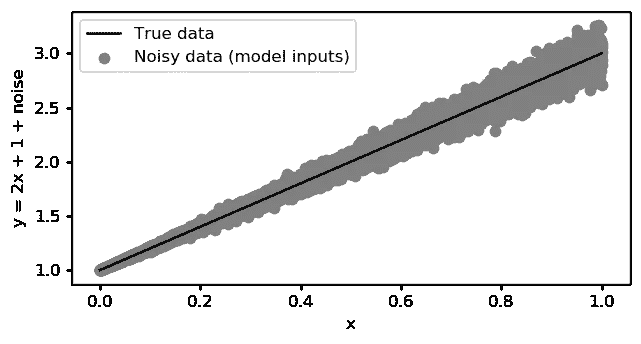 True data
Noisy data (model inputs)
3.0
2.5
2.0
1.5
1.0
y = 2x + 1 + noise
0.0 0.2 0.4 0.6 0.8 1.0
x